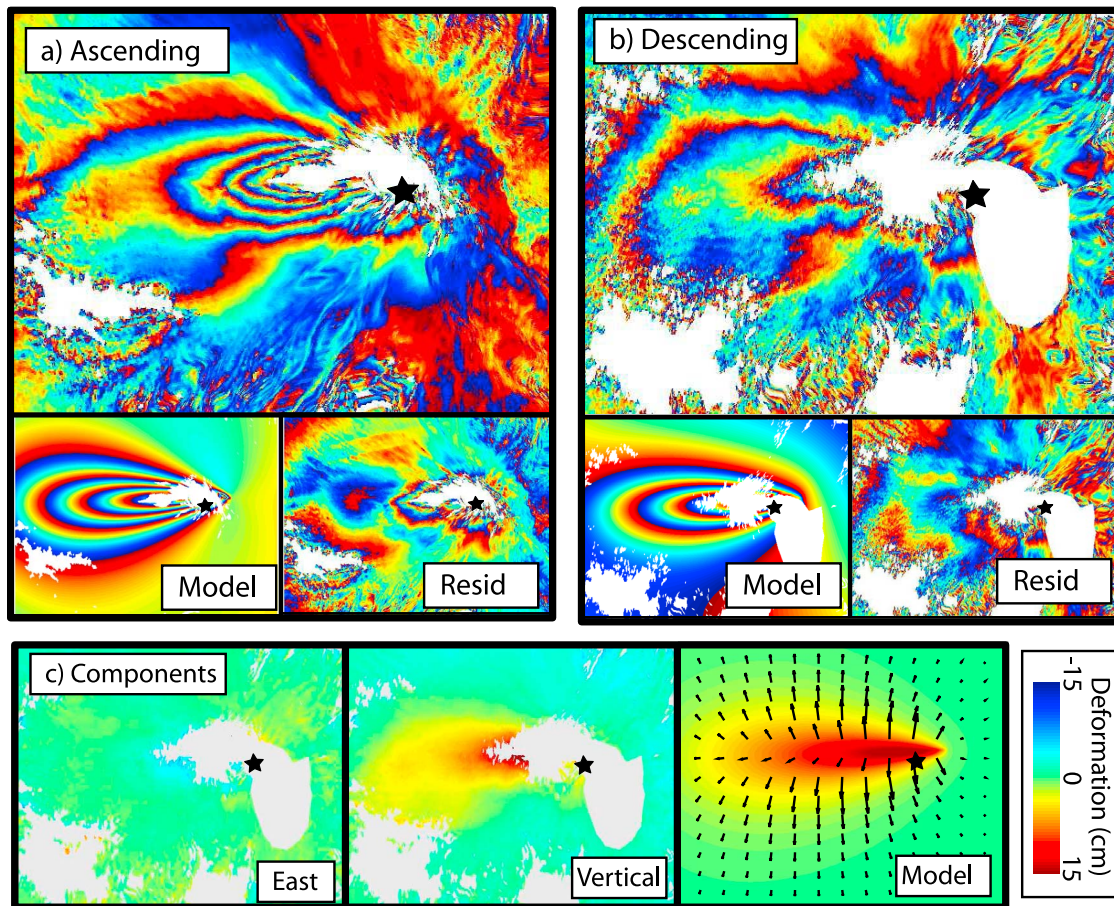 a) Ascending
b) Descending
Model
Resid
Model
Resid
c) Components
East
Vertical
Model
-15
0
15
Deformation (cm)